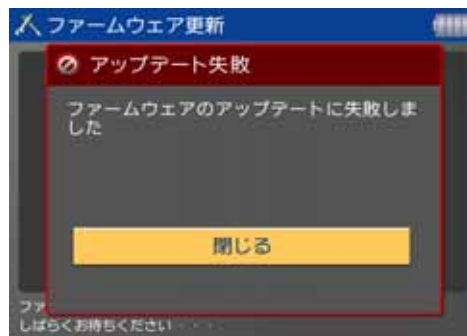 ファームウェア更新
アップデート失敗
ファームウェアのアップデートに失敗しま
した
閉じる
ファ
しばらくお待ちください・・・